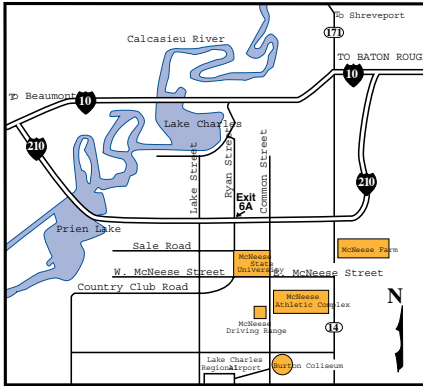 To Shreveport
171
Calcasieu River
TO BATON ROUG
10
To Beaumont
10
Lake Charles
210
Lake Street
Ryan Street
Common Street
210
Exit
6A
Prien Lake
Sale Road
McNeese
State
University
McNeese Farm
W. McNeese Street
E. McNeese Street
Country Club Road
McNeese
Athletic Complex
N
McNeese
Driving Range
14
Lake Charles
Regional Airport
Burton Coliseum